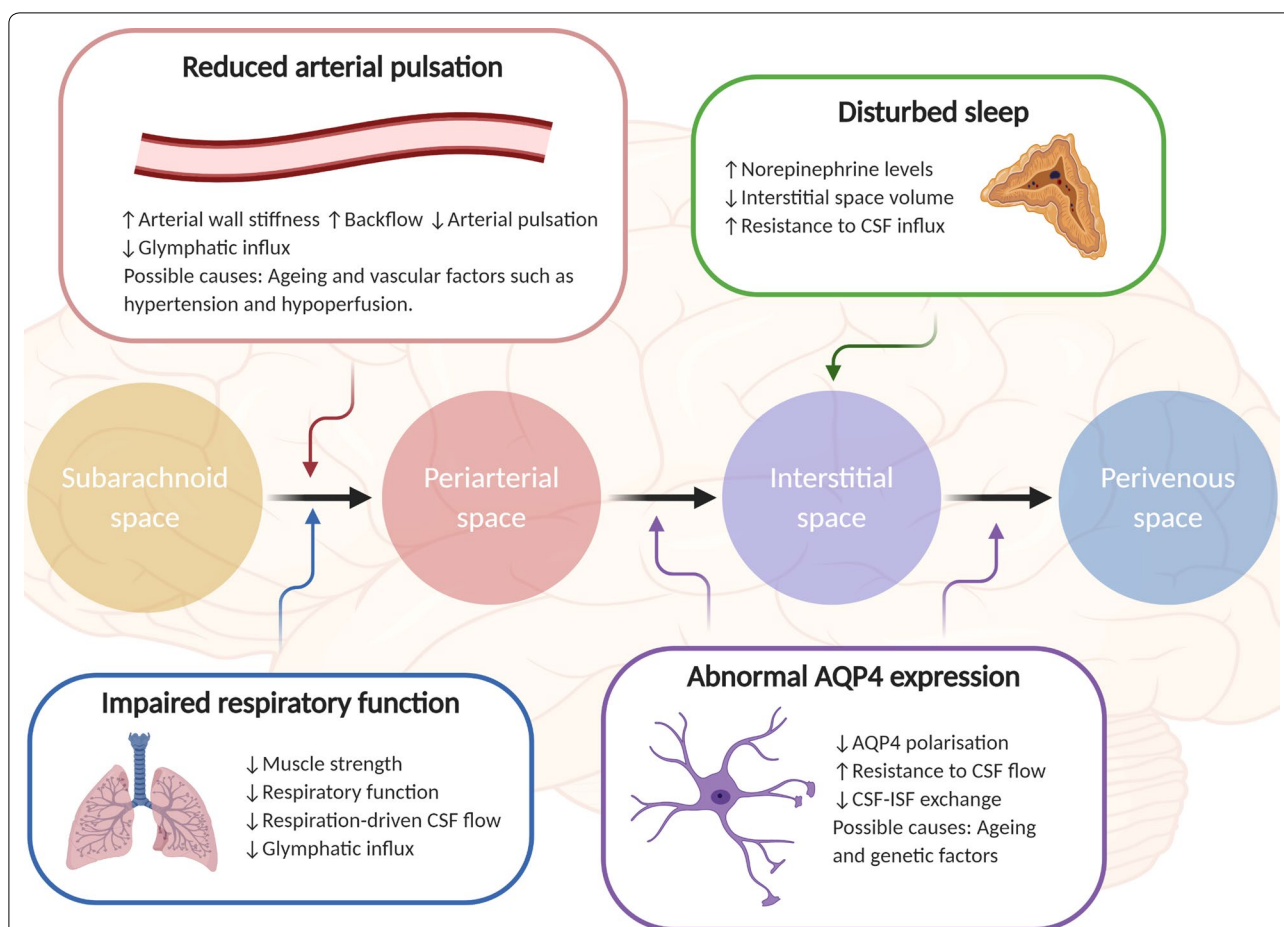 Reduced arterial pulsation
↑ Arterial wall stiffness ↑ Backflow ↓ Arterial pulsation
↓ Glymphatic influx
Possible causes: Ageing and vascular factors such as
hypertension and hypoperfusion.
Disturbed sleep
↑ Norepinephrine levels
↓ Interstitial space volume
↑ Resistance to CSF influx
Subarachnoid
space
Periarterial
space
Interstitial
space
Perivenous
space
Impaired respiratory function
↓ Muscle strength
↓ Respiratory function
↓ Respiration-driven CSF flow
↓ Glymphatic influx
Abnormal AQP4 expression
↓ AQP4 polarisation
↑ Resistance to CSF flow
↓ CSF-ISF exchange
Possible causes: Ageing
and genetic factors